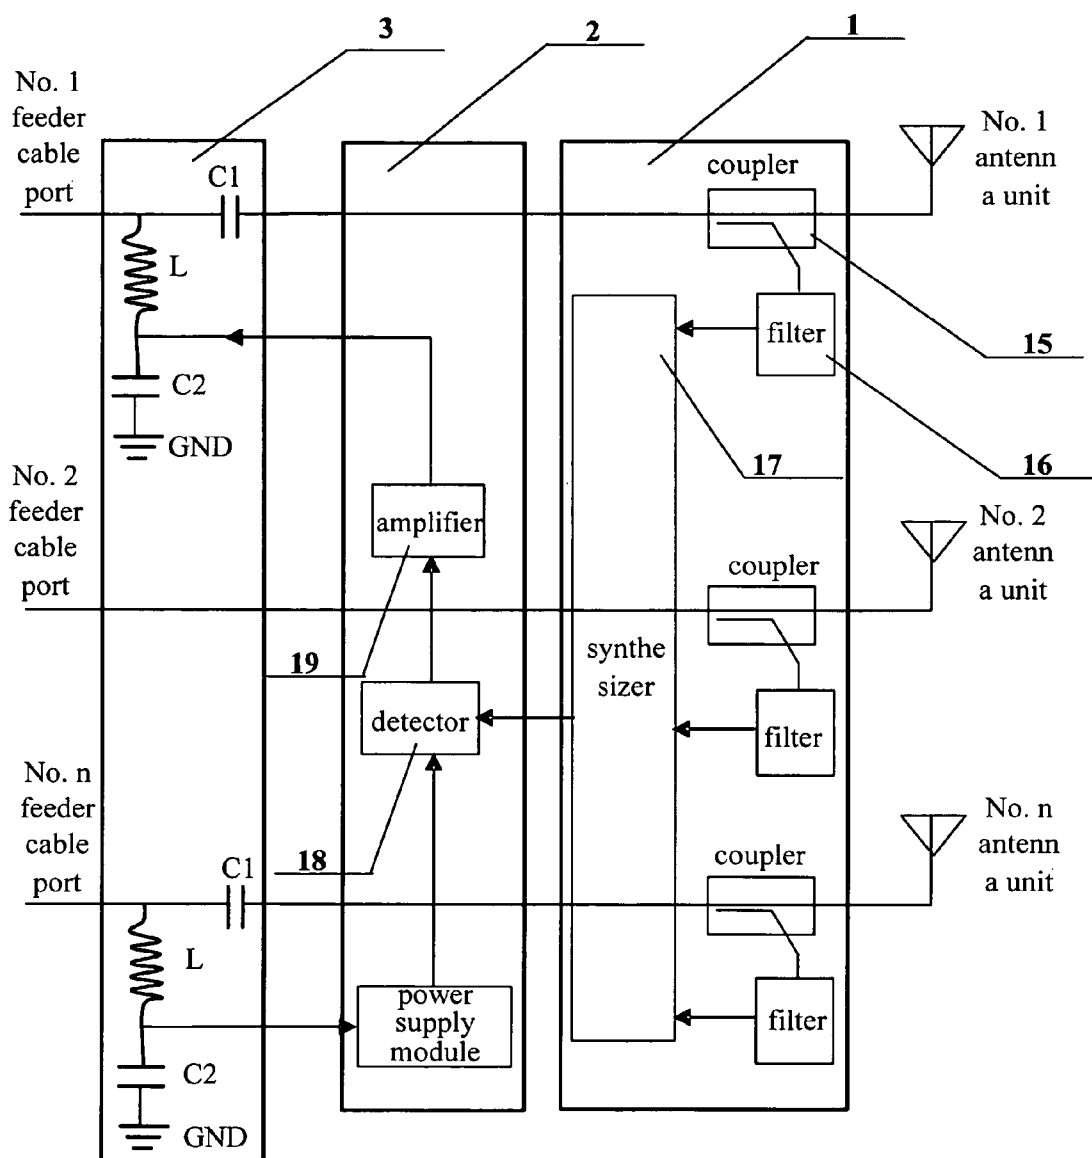 3
2
1
No. 1
feeder
cable
port
C1
coupler
No. 1
antenn
a unit
L
filter
15
C2
GND
17
16
No. 2
feeder
cable
port
amplifier
coupler
No. 2
antenn
a unit
synthe
sizer
19
detector
filter
No. n
feeder
cable
port
C1
18
coupler
No. n
antenn
a unit
L
power
supply
module
filter
C2
GND